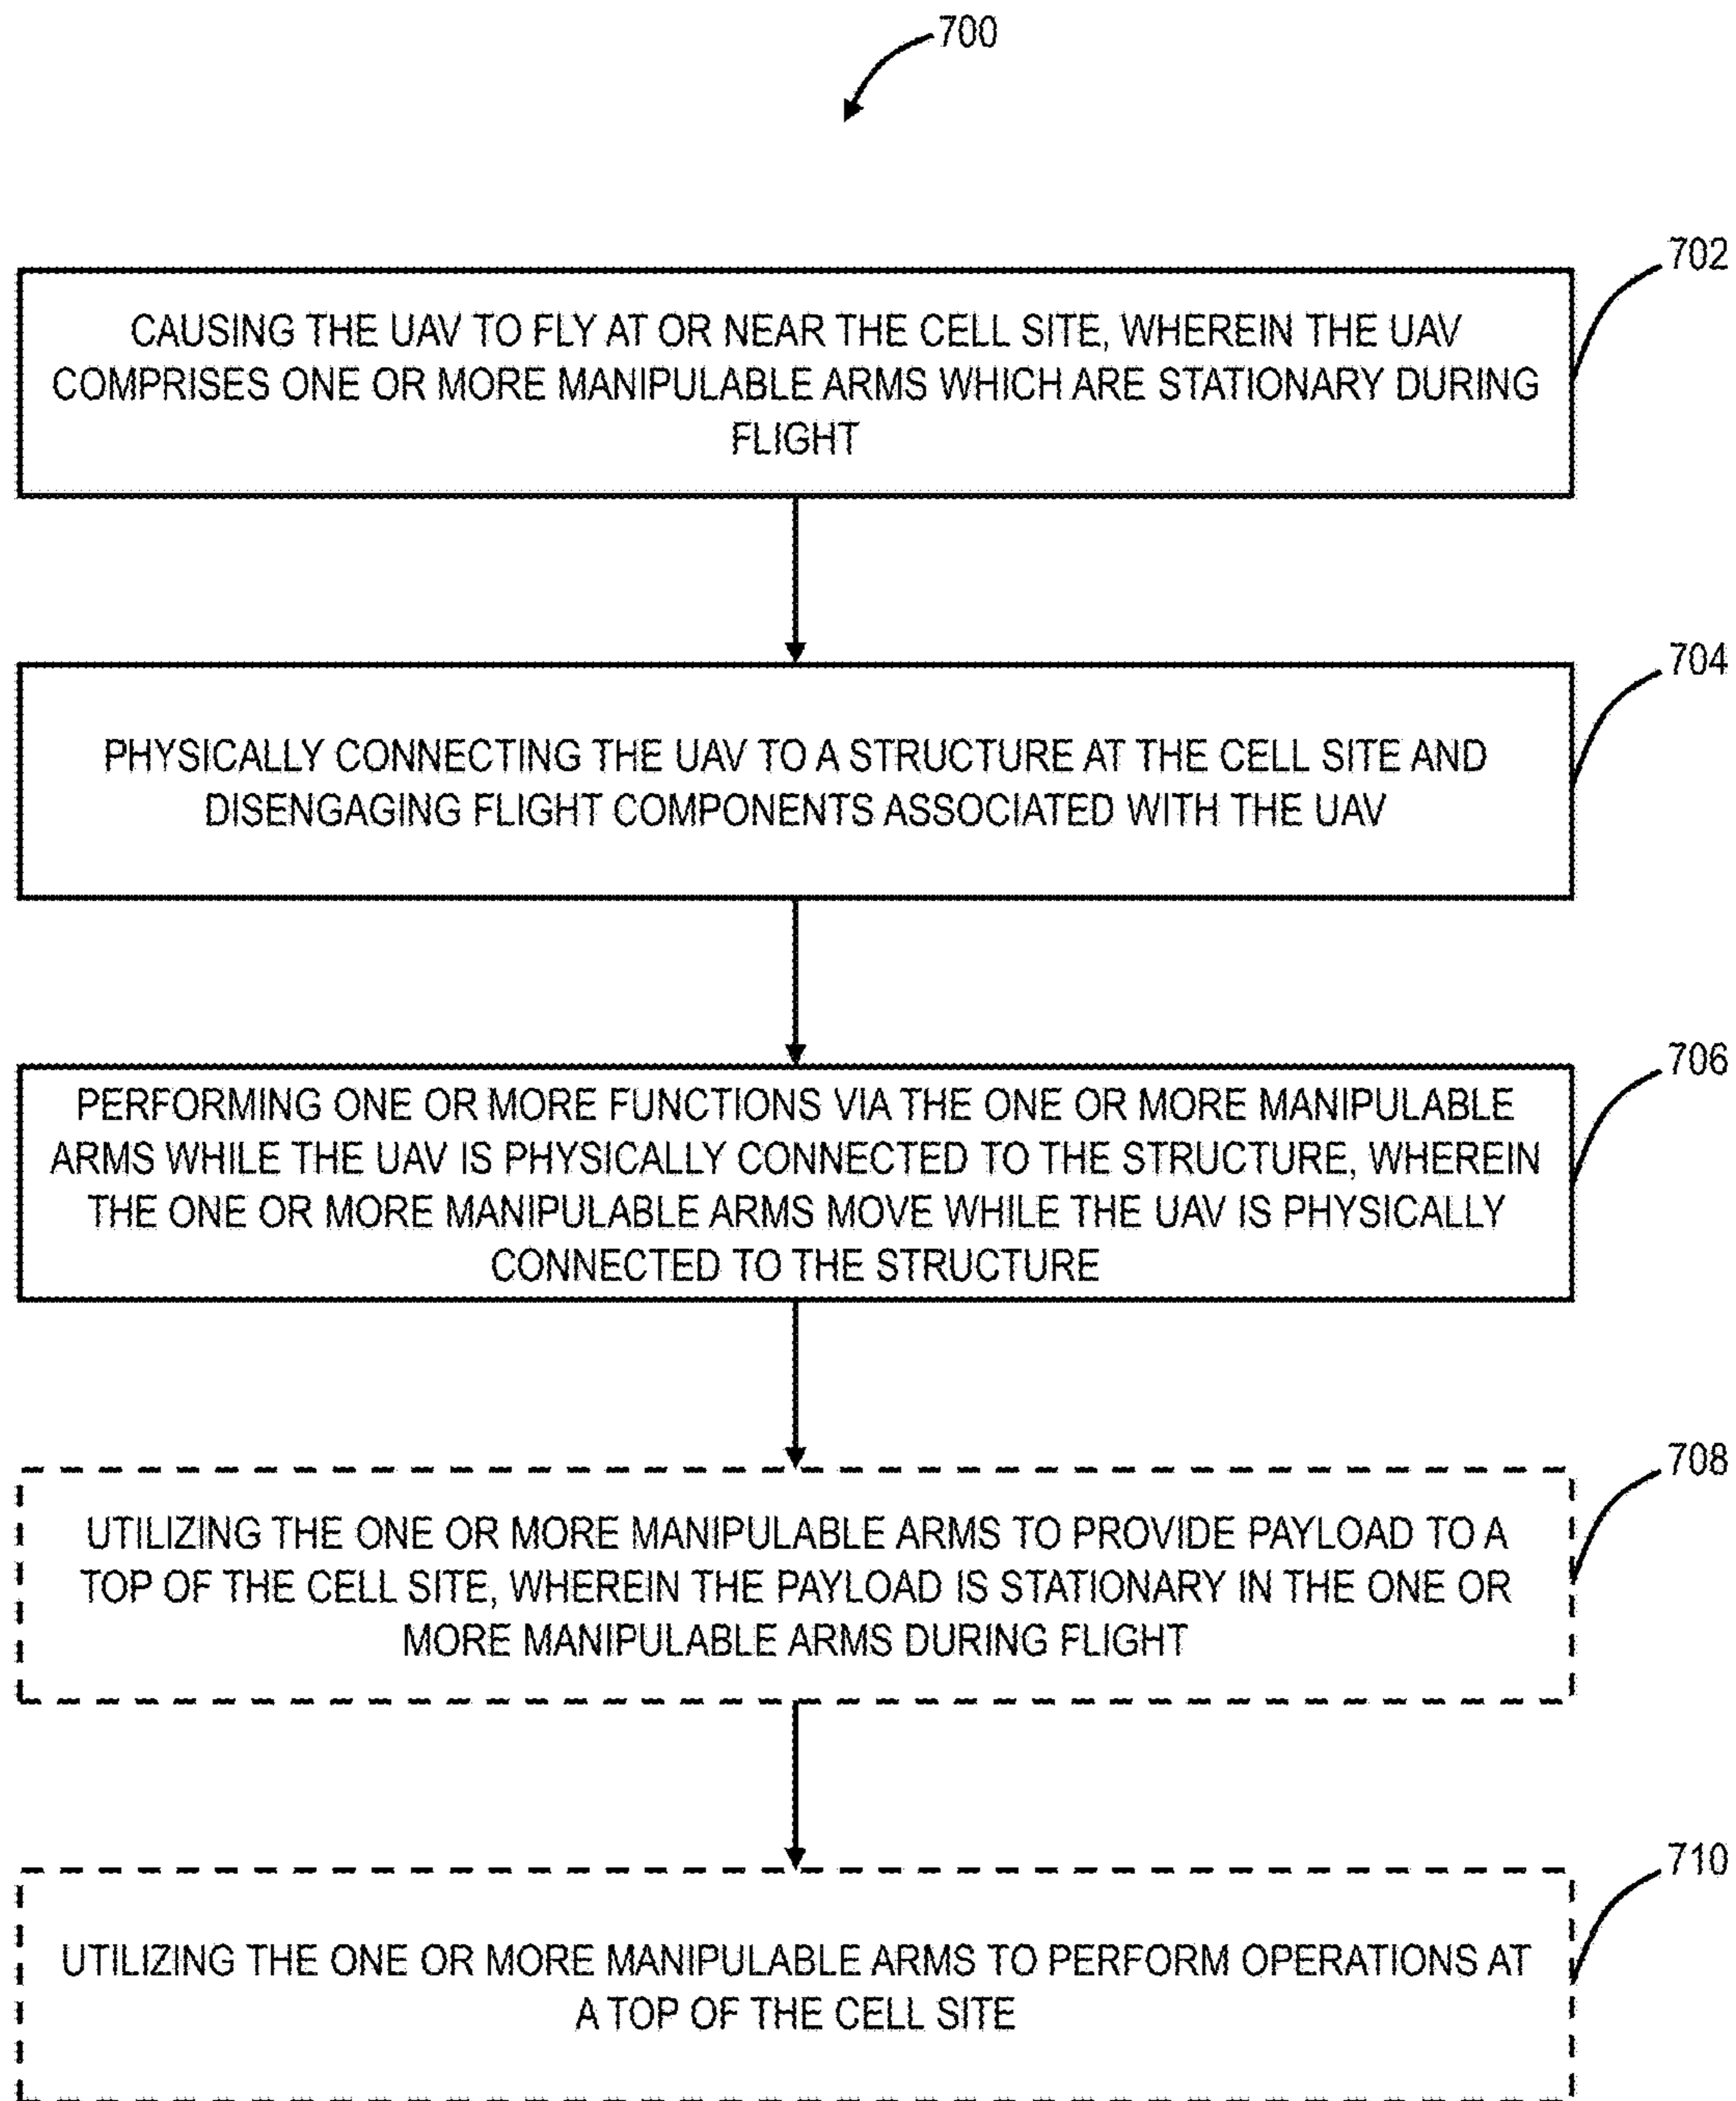 700
702
CAUSING THE UAV TO FLY AT OR NEAR THE CELL SITE, WHEREIN THE UAV
COMPRISES ONE OR MORE MANIPULABLE ARMS WHICH ARE STATIONARY DURING
FLIGHT
704
PHYSICALLY CONNECTING THE UAV TO A STRUCTURE AT THE CELL SITE AND
DISENGAGING FLIGHT COMPONENTS ASSOCIATED WITH THE UAV
706
PERFORMING ONE OR MORE FUNCTIONS VIA THE ONE OR MORE MANIPULABLE
ARMS WHILE THE UAV IS PHYSICALLY CONNECTED TO THE STRUCTURE, WHEREIN
THE ONE OR MORE MANIPULABLE ARMS MOVE WHILE THE UAV IS PHYSICALLY
CONNECTED TO THE STRUCTURE
708
UTILIZING THE ONE OR MORE MANIPULABLE ARMS TO PROVIDE PAYLOAD TO A
TOP OF THE CELL SITE, WHEREIN THE PAYLOAD IS STATIONARY IN THE ONE OR
MORE MANIPULABLE ARMS DURING FLIGHT
710
UTILIZING THE ONE OR MORE MANIPULABLE ARMS TO PERFORM OPERATIONS AT
A TOP OF THE CELL SITE